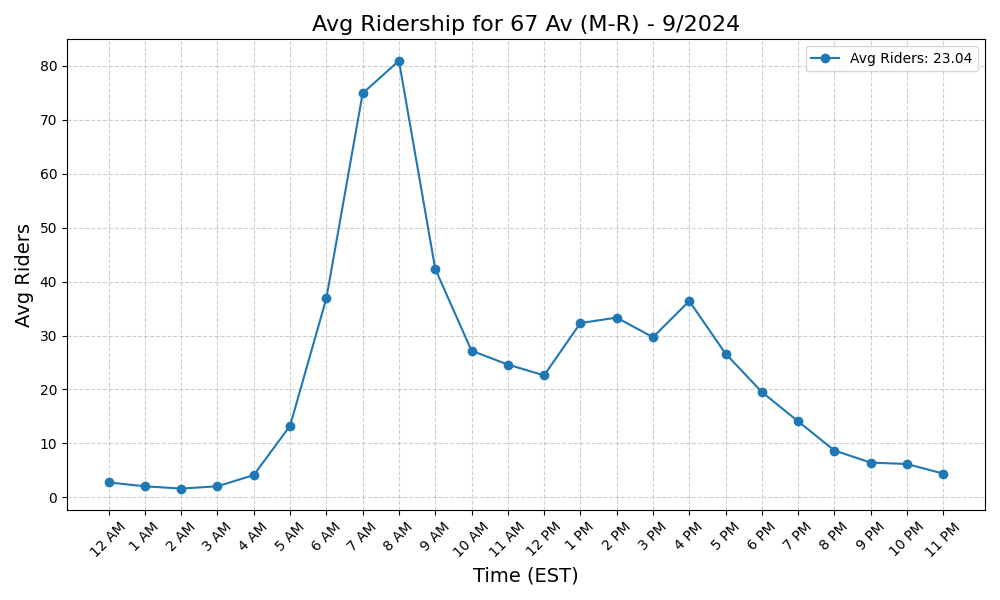 Avg Ridership for 67 Av (M-R) - 9/2024
Avg Riders: 23.04
Avg Riders
80
70
60
50
40
30
20
10
0
12 AM
1 AM
2 AM
3 AM
4 AM
5 AM
6 AM
7 AM
8 AM
9 AM
10 AM
11 AM
12 PM
1 PM
2 PM
3 PM
4 PM
5 PM
6 PM
7 PM
8 PM
9 PM
10 PM
11 PM
Time (EST)